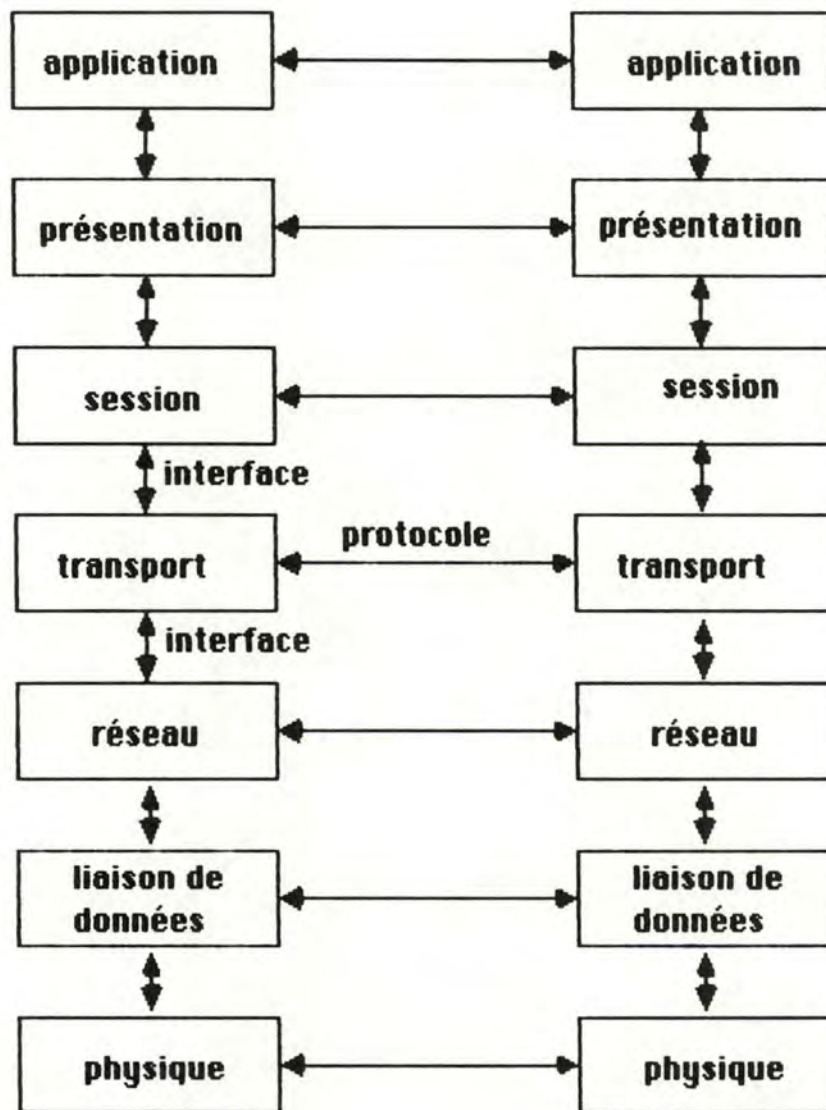 application
application
présentation
présentation
session
session
interface
protocole
transport
transport
interface
réseau
réseau
liaison de
données
liaison de
données
physique
physique